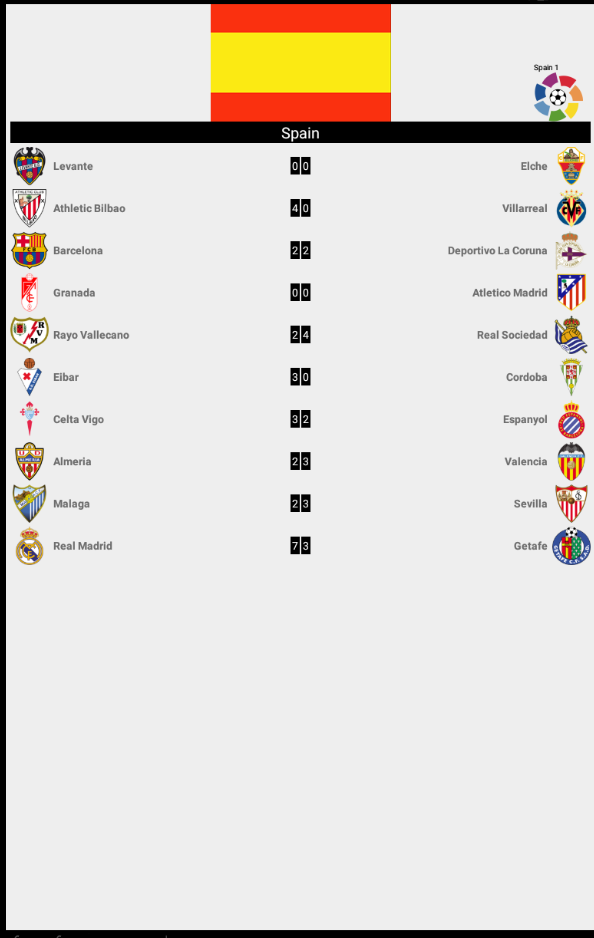 Spain 1
Spain
Levante 0 0 Elche
Athletic Bilbao 4 0 Villarreal
Barcelona 2 2 Deportivo La Coruna
Granada 0 0 Atletico Madrid
Rayo Vallecano 2 4 Real Sociedad
Eibar 3 0 Cordoba
Celta Vigo 3 2 Espanyol
Almeria 2 3 Valencia
Malaga 2 3 Sevilla
Real Madrid 7 3 Getafe